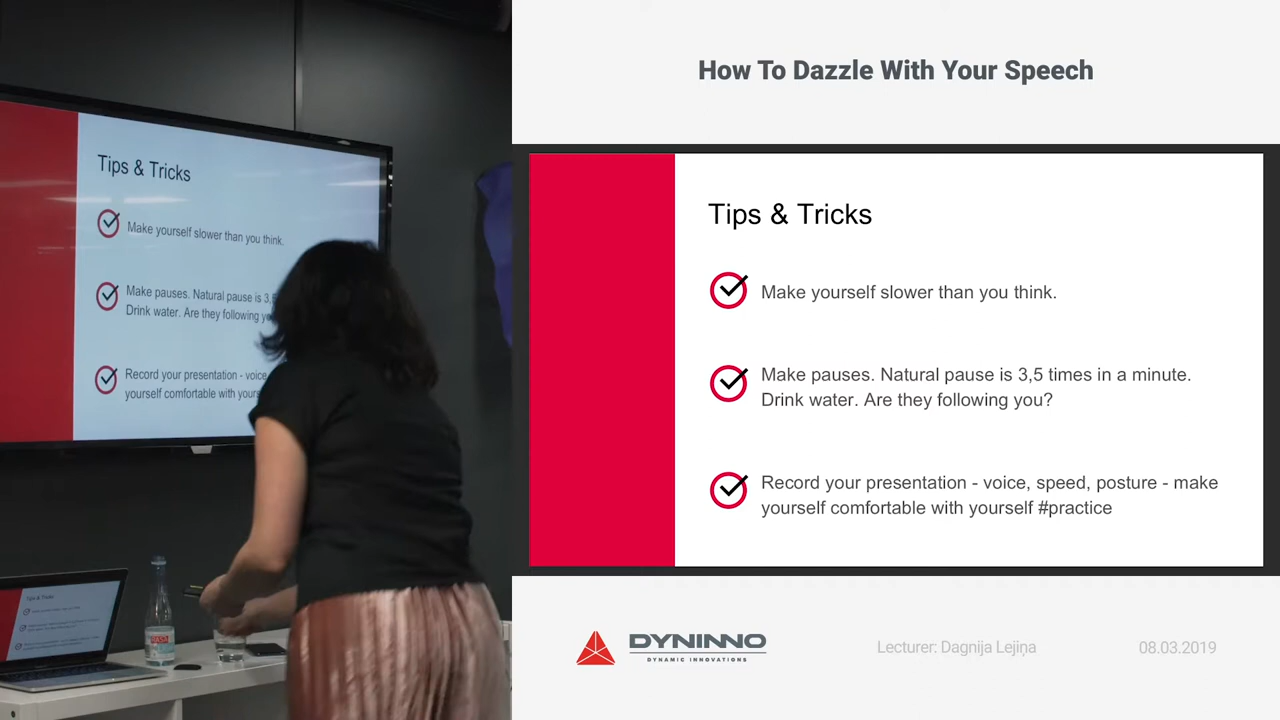 How To Dazzle With Your Speech
Tips & Tricks
Make yourself slower than you think.
Make pauses. Natural pause is 3,
Drink water. Are they following y
Record your presentation - voice
yourself comfortable with yours
Tips & Tricks
Tips & Tricks
Make yourself slower than you think.
Make pauses. Natural pause is 3,5 times in a minute.
Drink water. Are they following you?
Record your presentation - voice, speed, posture - make
yourself comfortable with yourself #practice
DYNINNO
DYNAMIC INNOVATIONS
Lecturer: Dagnija Lejiņa
08.03.2019